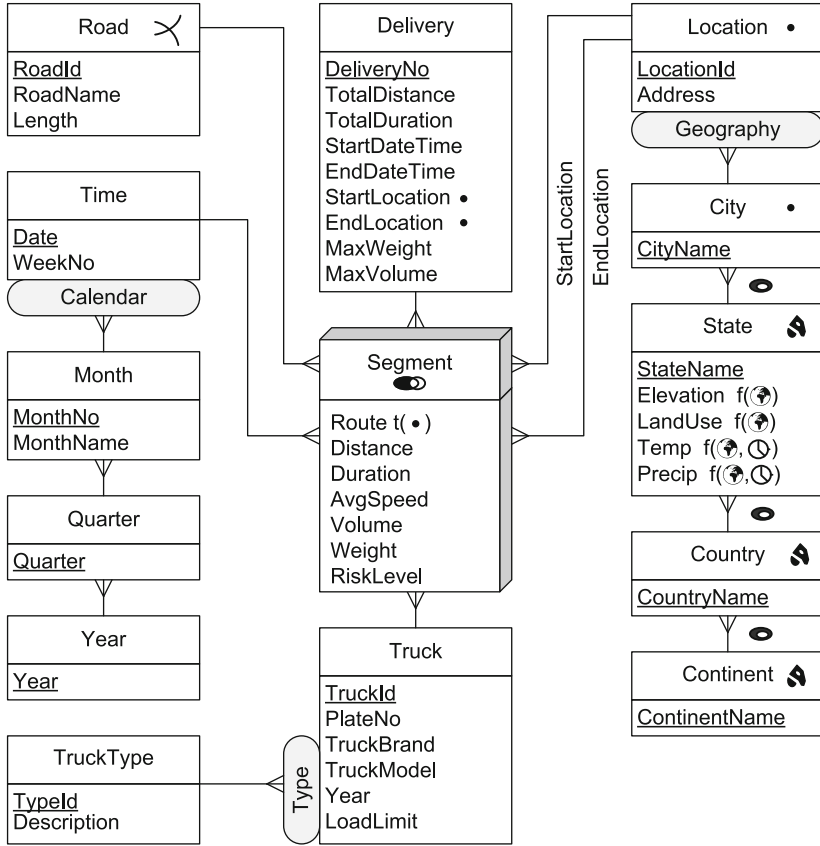 Road
RoadId
RoadName
Length
Time
Date
WeekNo
Calendar
Month
MonthNo
MonthName
Quarter
Quarter
Year
Year
TruckType
TypeId
Description
Type
Delivery
DeliveryNo
TotalDistance
TotalDuration
StartDateTime
EndDateTime
StartLocation •
EndLocation •
MaxWeight
MaxVolume
Segment
Route t( • )
Distance
Duration
AvgSpeed
Volume
Weight
RiskLevel
Truck
TruckId
PlateNo
TruckBrand
TruckModel
Year
LoadLimit
StartLocation
EndLocation
Location •
LocationId
Address
Geography
City •
CityName
State
StateName
Elevation f( )
LandUse f( )
Temp f( , )
Precip f( , )
Country
CountryName
Continent
ContinentName